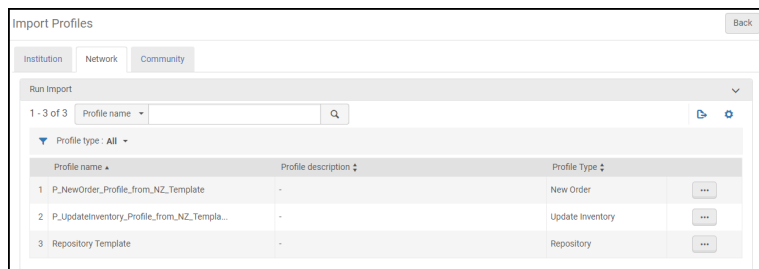 Import Profiles
Back
Institution Network Community
Run Import
1 - 3 of 3 Profile name
Profile type : All
Profile name Profile description Profile Type
1 P_NewOrder_Profile_from_NZ_Template - New Order
2 P_UpdateInventory_Profile_from_NZ_Templa... - Update Inventory
3 Repository Template - Repository